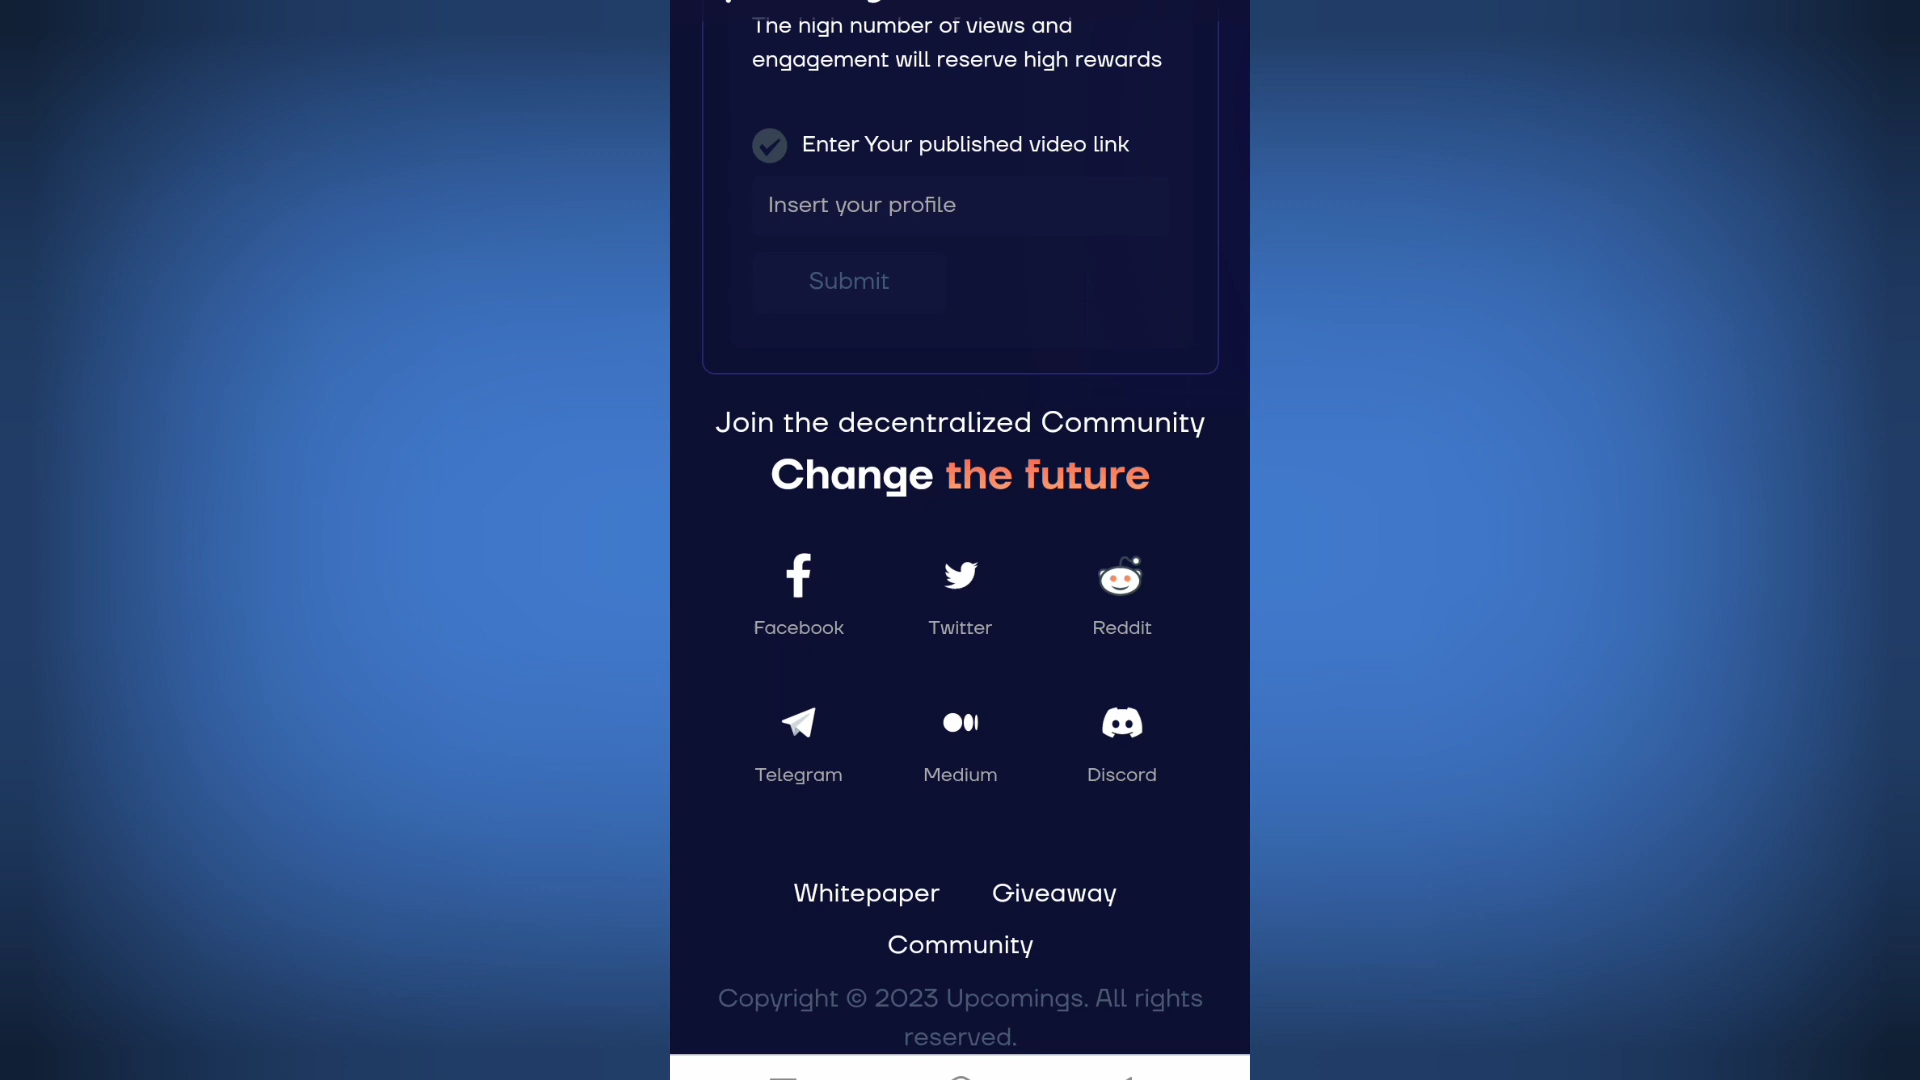 The high number of views and
engagement will reserve high rewards
Enter Your published video link
Insert your profile
Submit
Join the decentralized Community
Change the future
Facebook Twitter Reddit
Telegram Medium Discord
Whitepaper Giveaway
Community
Copyright © 2023 Upcomings. All rights
reserved.